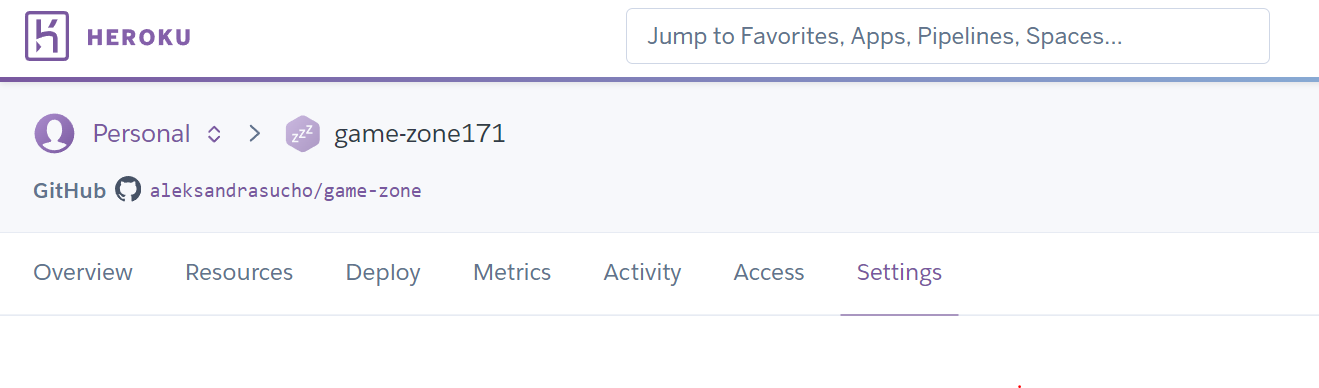 HEROKU
Jump to Favorites, Apps, Pipelines, Spaces...
Personal > zzz game-zone171
GitHub aleksandrasucho/game-zone
Overview Resources Deploy Metrics Activity Access Settings